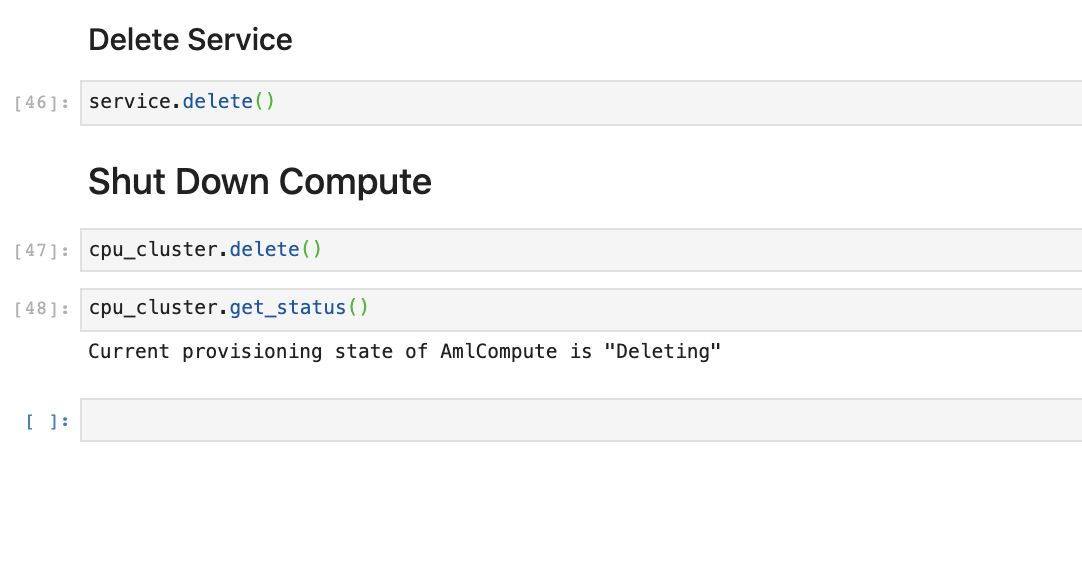 Delete Service
[46]: service.delete()
Shut Down Compute
[47]: cpu_cluster.delete()
[48]: cpu_cluster.get_status()
Current provisioning state of AmlCompute is "Deleting"
[ ]: